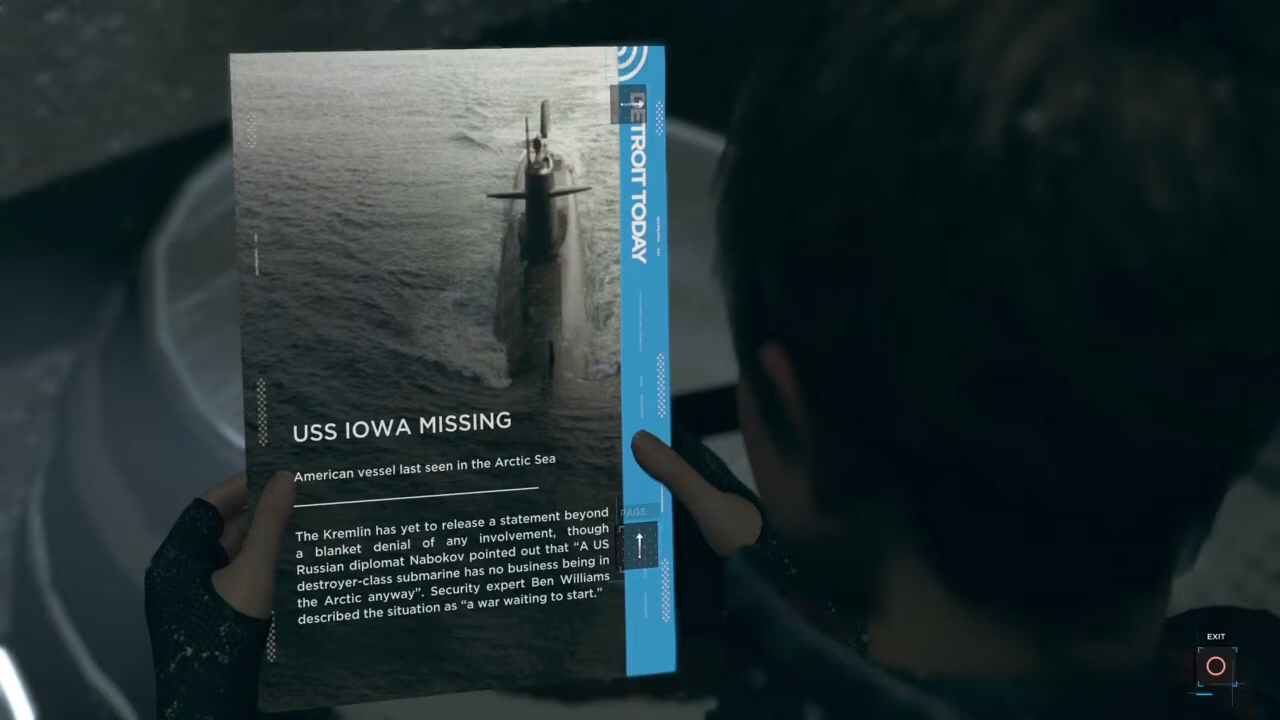 DETROIT TODAY
USS IOWA MISSING
American vessel last seen in the Arctic Sea
The Kremlin has yet to release a statement beyond
a blanket denial of any involvement, though
Russian diplomat Nabokov pointed out that “A US
destroyer-class submarine has no business being in
the Arctic anyway”. Security expert Ben Williams
described the situation as “a war waiting to start.”
PAGE
EXIT